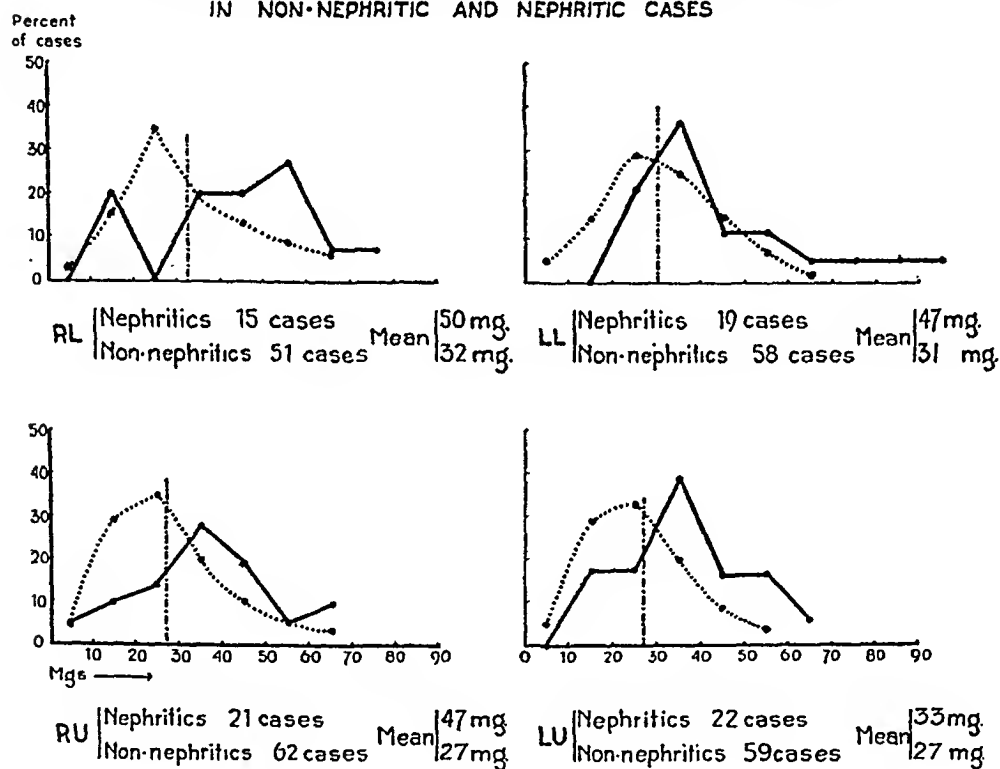 IN NON·NEPHRITIC AND NEPHRITIC CASES
Percent
of cases
50
40
30
20
10
0
RL Nephritics 15 cases Mean 50 mg.
Non·nephritics 51 cases 32 mg.
LL Nephritics 19 cases Mean 47 mg.
Non·nephritics 58 cases 31 mg.
50
40
30
20
10
0
10 20 30 40 50 60 70 80 90
0 10 20 30 40 50 60 70 80 90
Mgs
RU Nephritics 21 cases Mean 47 mg.
Non·nephritics 62 cases 27 mg.
LU Nephritics 22 cases Mean 33 mg.
Non·nephritics 59 cases 27 mg.